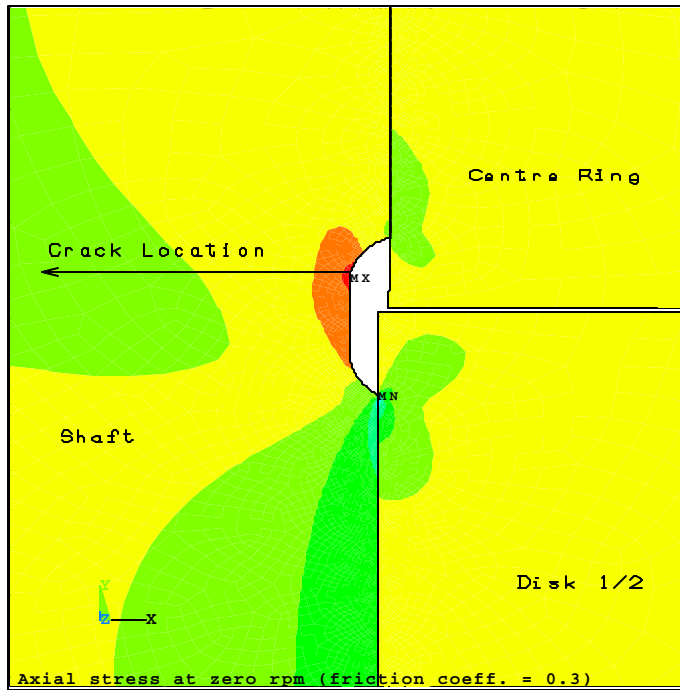 Centre Ring
Crack Location
MX
MN
Shaft
Disk 1/2
Y
Z X
Axial stress at zero rpm (friction coeff. = 0.3)